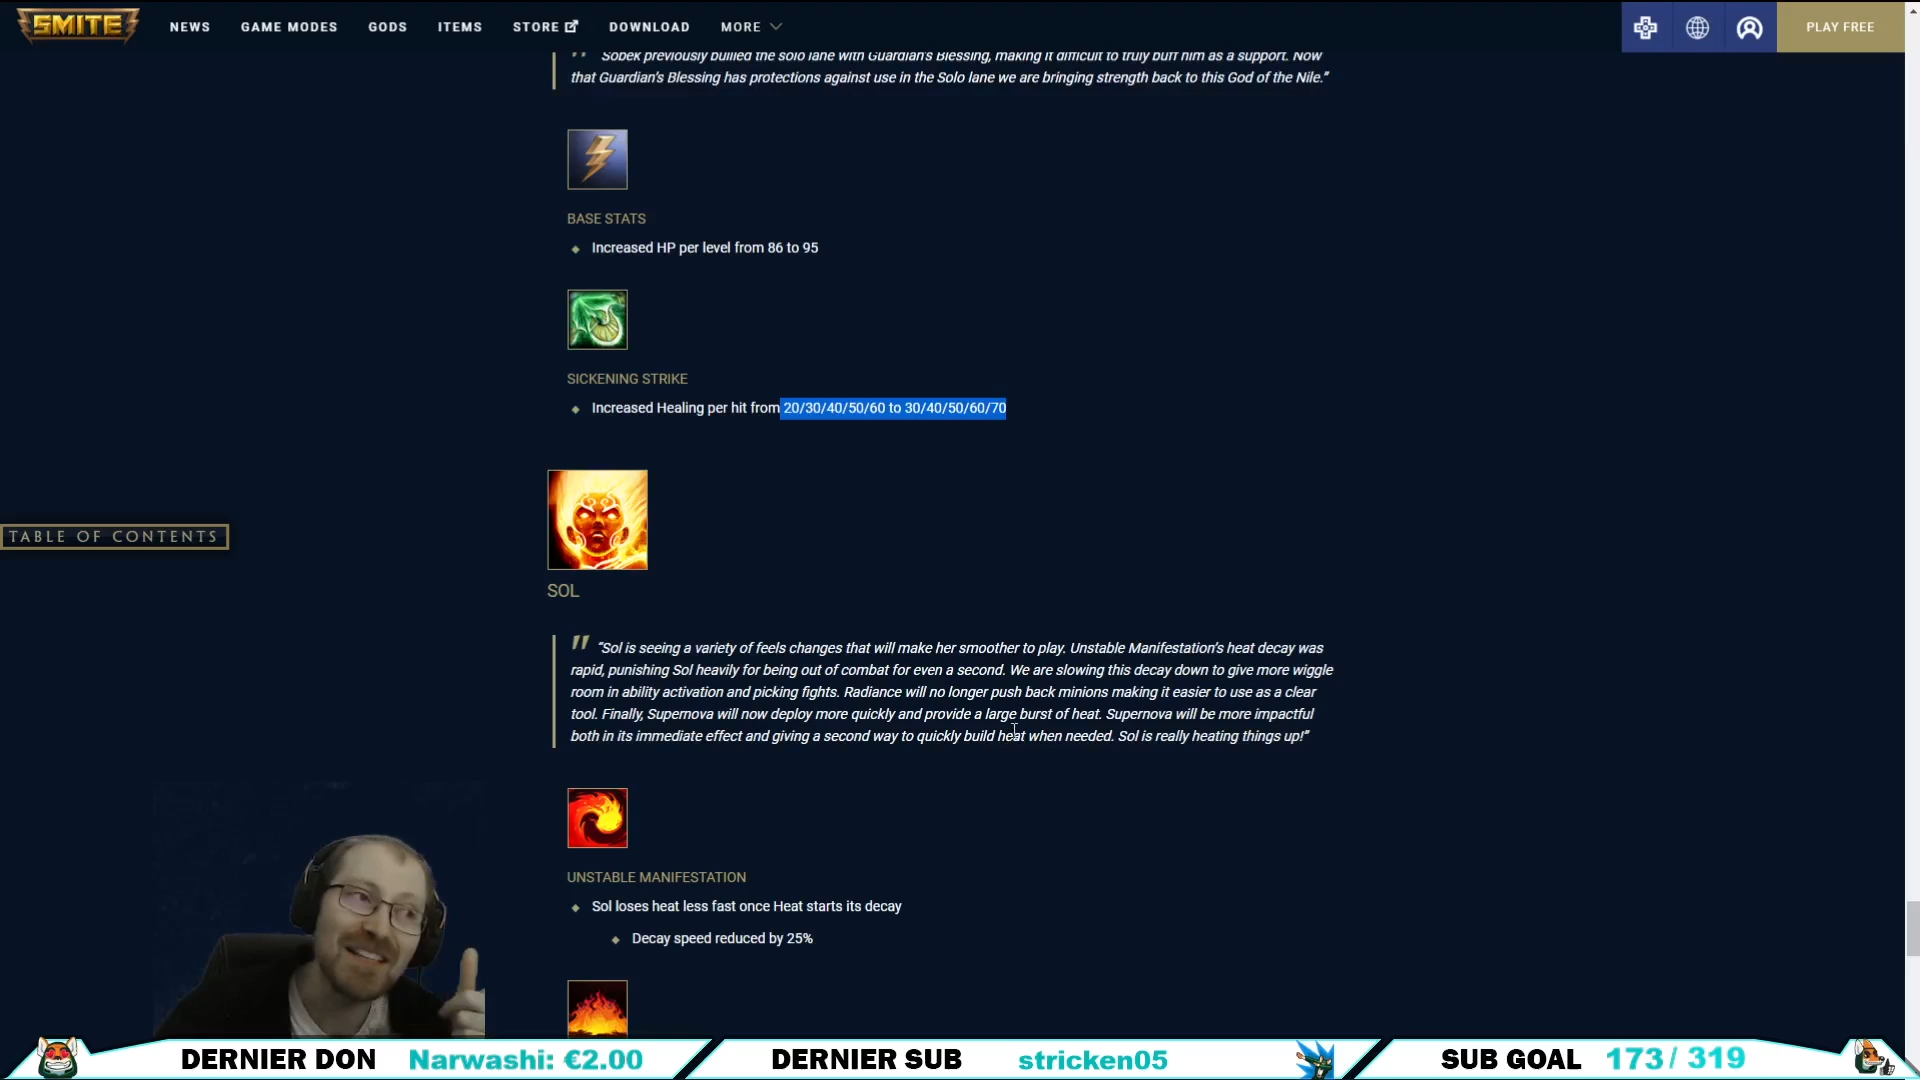 SMITE
NEWS
GAME MODES
GODS
ITEMS
STORE
DOWNLOAD
MORE
PLAY FREE
"Sobek previously bullied the solo lane with Guardian's Blessing, making it difficult to truly buff him as a support. Now
that Guardian's Blessing has protections against use in the Solo lane we are bringing strength back to this God of the Nile."
BASE STATS
Increased HP per level from 86 to 95
SICKENING STRIKE
Increased Healing per hit from 20/30/40/50/60 to 30/40/50/60/70
TABLE OF CONTENTS
SOL
"Sol is seeing a variety of feels changes that will make her smoother to play. Unstable Manifestation's heat decay was
rapid, punishing Sol heavily for being out of combat for even a second. We are slowing this decay down to give more wiggle
room in ability activation and picking fights. Radiance will no longer push back minions making it easier to use as a clear
tool. Finally, Supernova will now deploy more quickly and provide a large burst of heat. Supernova will be more impactful
both in its immediate effect and giving a second way to quickly build heat when needed. Sol is really heating things up!"
UNSTABLE MANIFESTATION
Sol loses heat less fast once Heat starts its decay
Decay speed reduced by 25%
DERNIER DON Narwashi: €2.00
DERNIER SUB stricken05
SUB GOAL 173 / 319